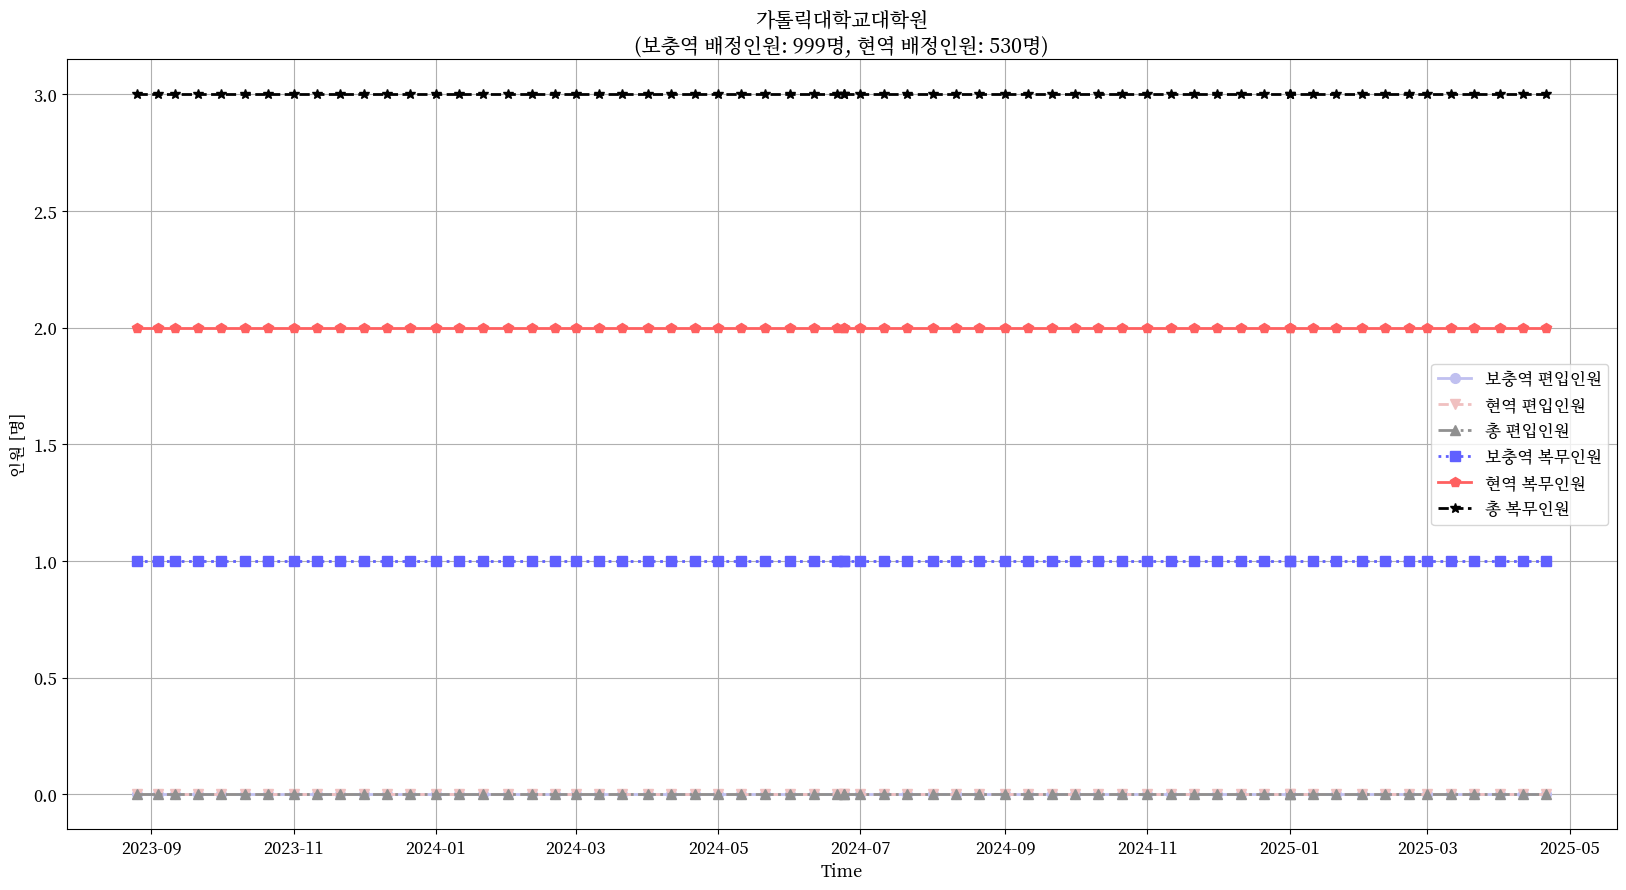 가톨릭대학교대학원
(보충역 배정인원: 999명, 현역 배정인원: 530명)
3.0
2.5
2.0
1.5
1.0
0.5
0.0
인원 [명]
보충역 편입인원
현역 편입인원
총 편입인원
보충역 복무인원
현역 복무인원
총 복무인원
2023-09
2023-11
2024-01
2024-03
2024-05
2024-07
2024-09
2024-11
2025-01
2025-03
2025-05
Time